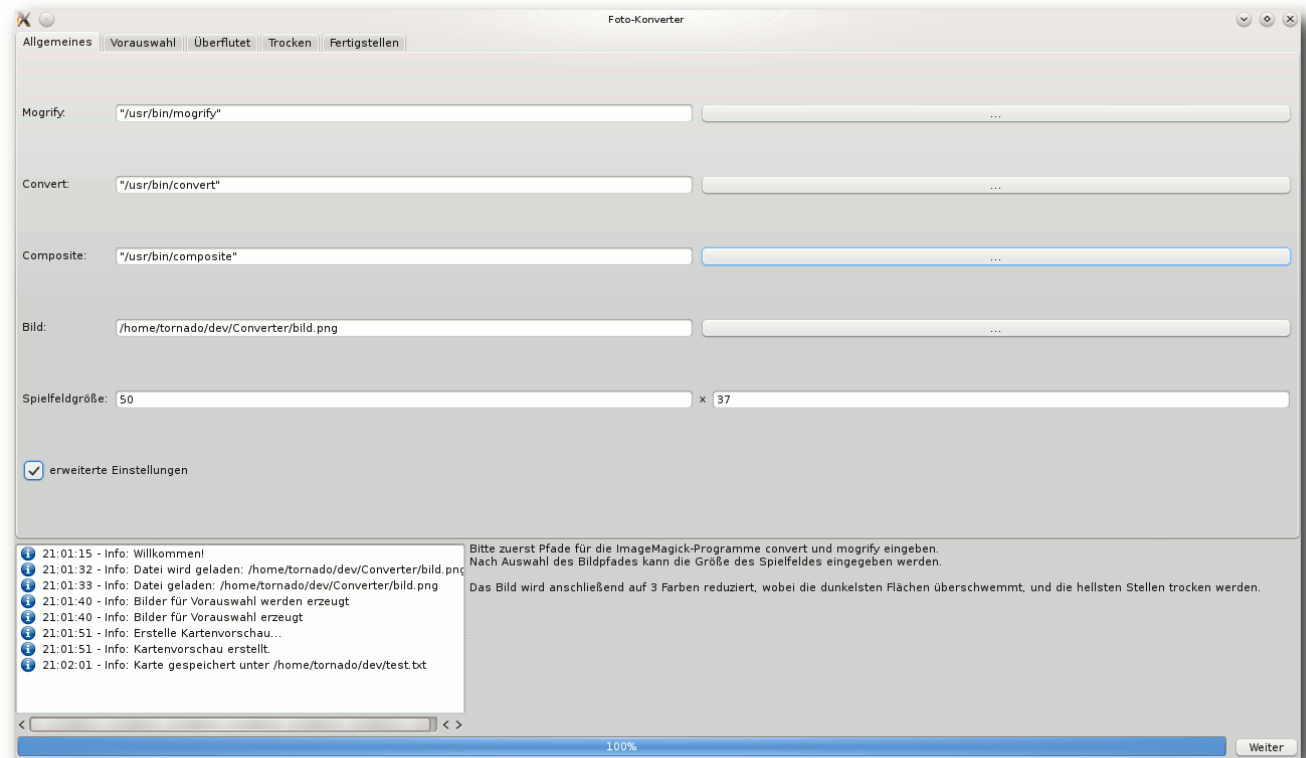 Foto-Konverter
Allgemeines Vorauswahl Überflutet Trocken Fertigstellen
Mogrify: "/usr/bin/mogrify" ...
Convert: "/usr/bin/convert" ...
Composite: "/usr/bin/composite" ...
Bild: /home/tornado/dev/Converter/bild.png ...
Spielfeldgröße: 50 × 37
erweiterte Einstellungen
21:01:15 - Info: Willkommen!
21:01:32 - Info: Datei wird geladen: /home/tornado/dev/Converter/bild.png
21:01:33 - Info: Datei geladen: /home/tornado/dev/Converter/bild.png
21:01:40 - Info: Bilder für Vorauswahl werden erzeugt
21:01:40 - Info: Bilder für Vorauswahl erzeugt
21:01:51 - Info: Erstelle Kartenvorschau...
21:01:51 - Info: Kartenvorschau erstellt.
21:02:01 - Info: Karte gespeichert unter /home/tornado/dev/test.txt
Bitte zuerst Pfade für die ImageMagick-Programme convert und mogrify eingeben.
Nach Auswahl des Bildpfades kann die Größe des Spielfeldes eingegeben werden.
Das Bild wird anschließend auf 3 Farben reduziert, wobei die dunkelsten Flächen überschwemmt, und die hellsten Stellen trocken werden.
100%
Weiter